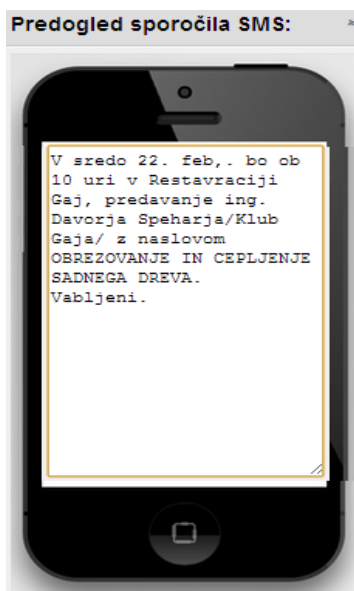 Predogled sporočila SMS:
V sredo 22. feb,. bo ob
10 uri v Restavraciji
Gaj, predavanje ing.
Davorja Speharja/Klub
Gaja/ z naslovom
OBREZOVANJE IN CEPLJENJE
SADNEGA DREVA.
Vabljeni.